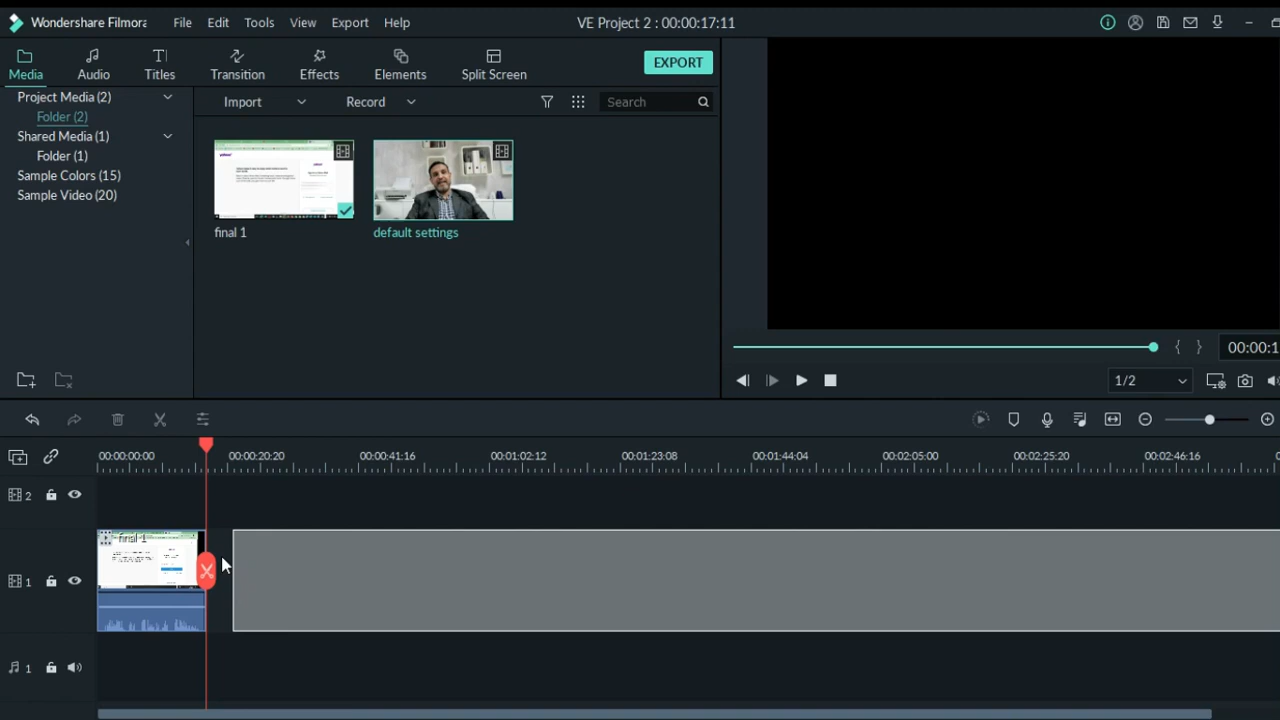 Wondershare Filmora File Edit Tools View Export Help VE Project 2 : 00:00:17:11
Media Audio Titles Transition Effects Elements Split Screen EXPORT
Project Media (2)
Folder (2)
Shared Media (1)
Folder (1)
Sample Colors (15)
Sample Video (20)
Import Record Search
final 1 default settings
{ } 00:00:1
1/2
00:00:00:00 00:00:20:20 00:00:41:16 00:01:02:12 00:01:23:08 00:01:44:04 00:02:05:00 00:02:25:20 00:02:46:16
2
final 1
1
1